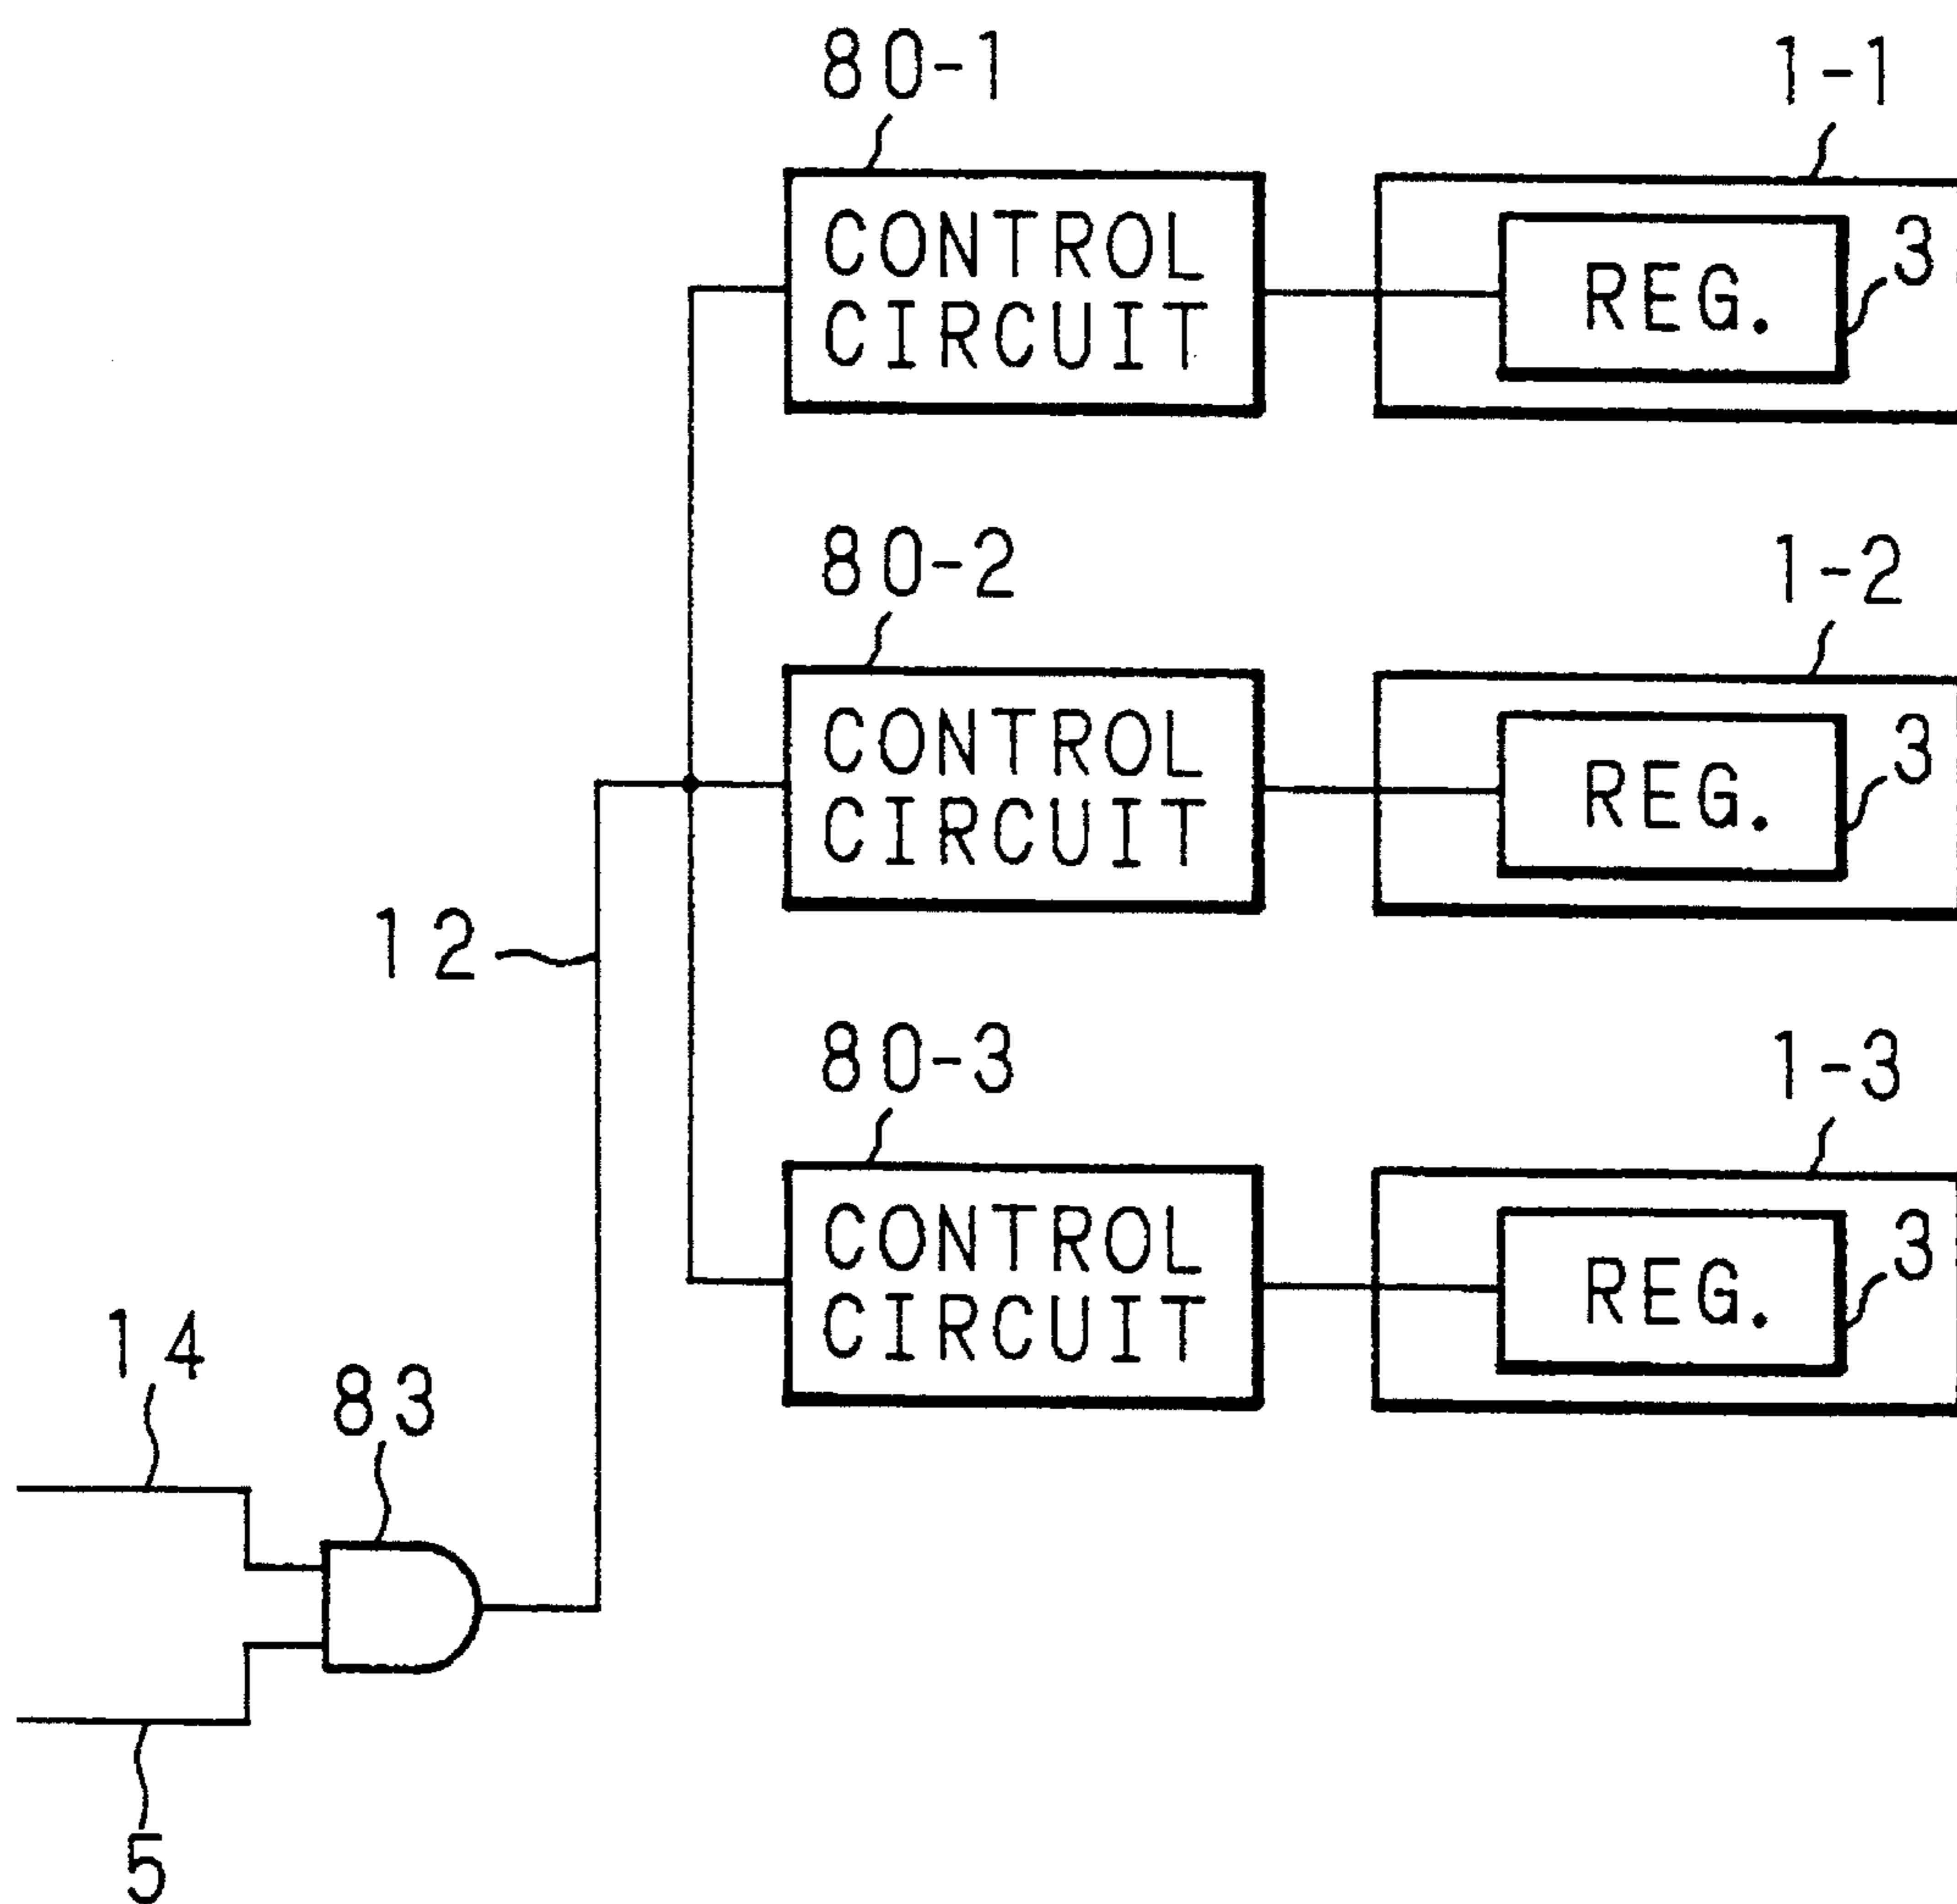 80-1
1-1
CONTROL
CIRCUIT
REG.
3
80-2
1-2
CONTROL
CIRCUIT
REG.
3
12
80-3
1-3
CONTROL
CIRCUIT
REG.
3
14
83
5